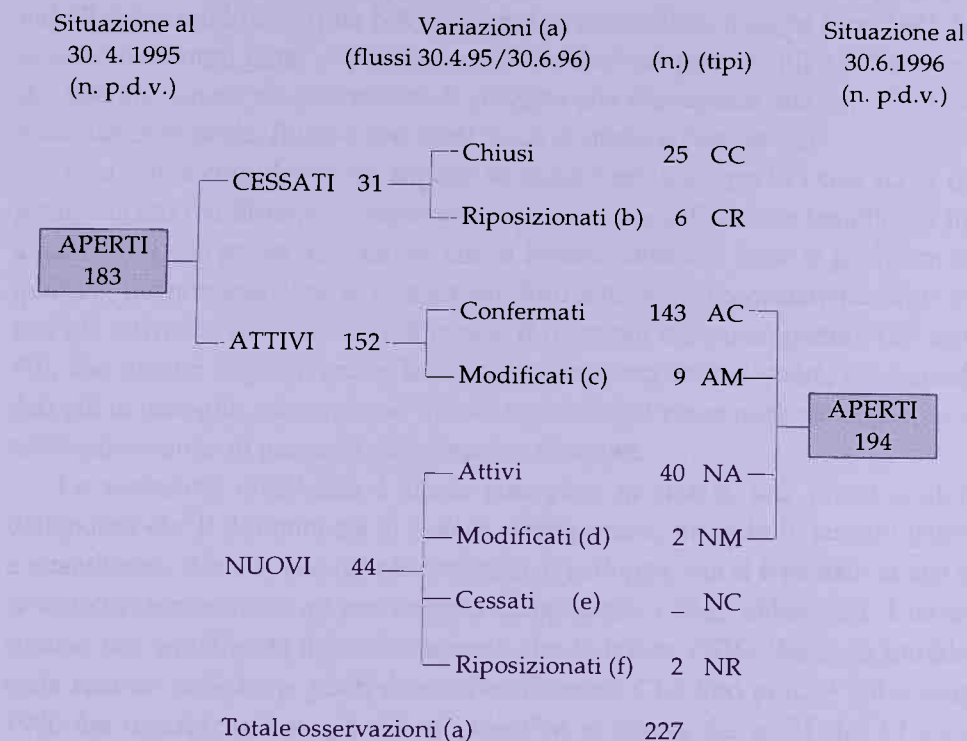 Situazione al Variazioni (a) Situazione al
30. 4. 1995 (flussi 30.4.95/30.6.96) (n.) (tipi) 30.6.1996
(n. p.d.v.) (n. p.d.v.)
Chiusi 25 CC
CESSATI 31
Riposizionati (b) 6 CR
APERTI
183
Confermati 143 AC
ATTIVI 152
Modificati (c) 9 AM
APERTI
194
Attivi 40 NA
Modificati (d) 2 NM
NUOVI 44
Cessati (e) _ NC
Riposizionati (f) 2 NR
Totale osservazioni (a) 227